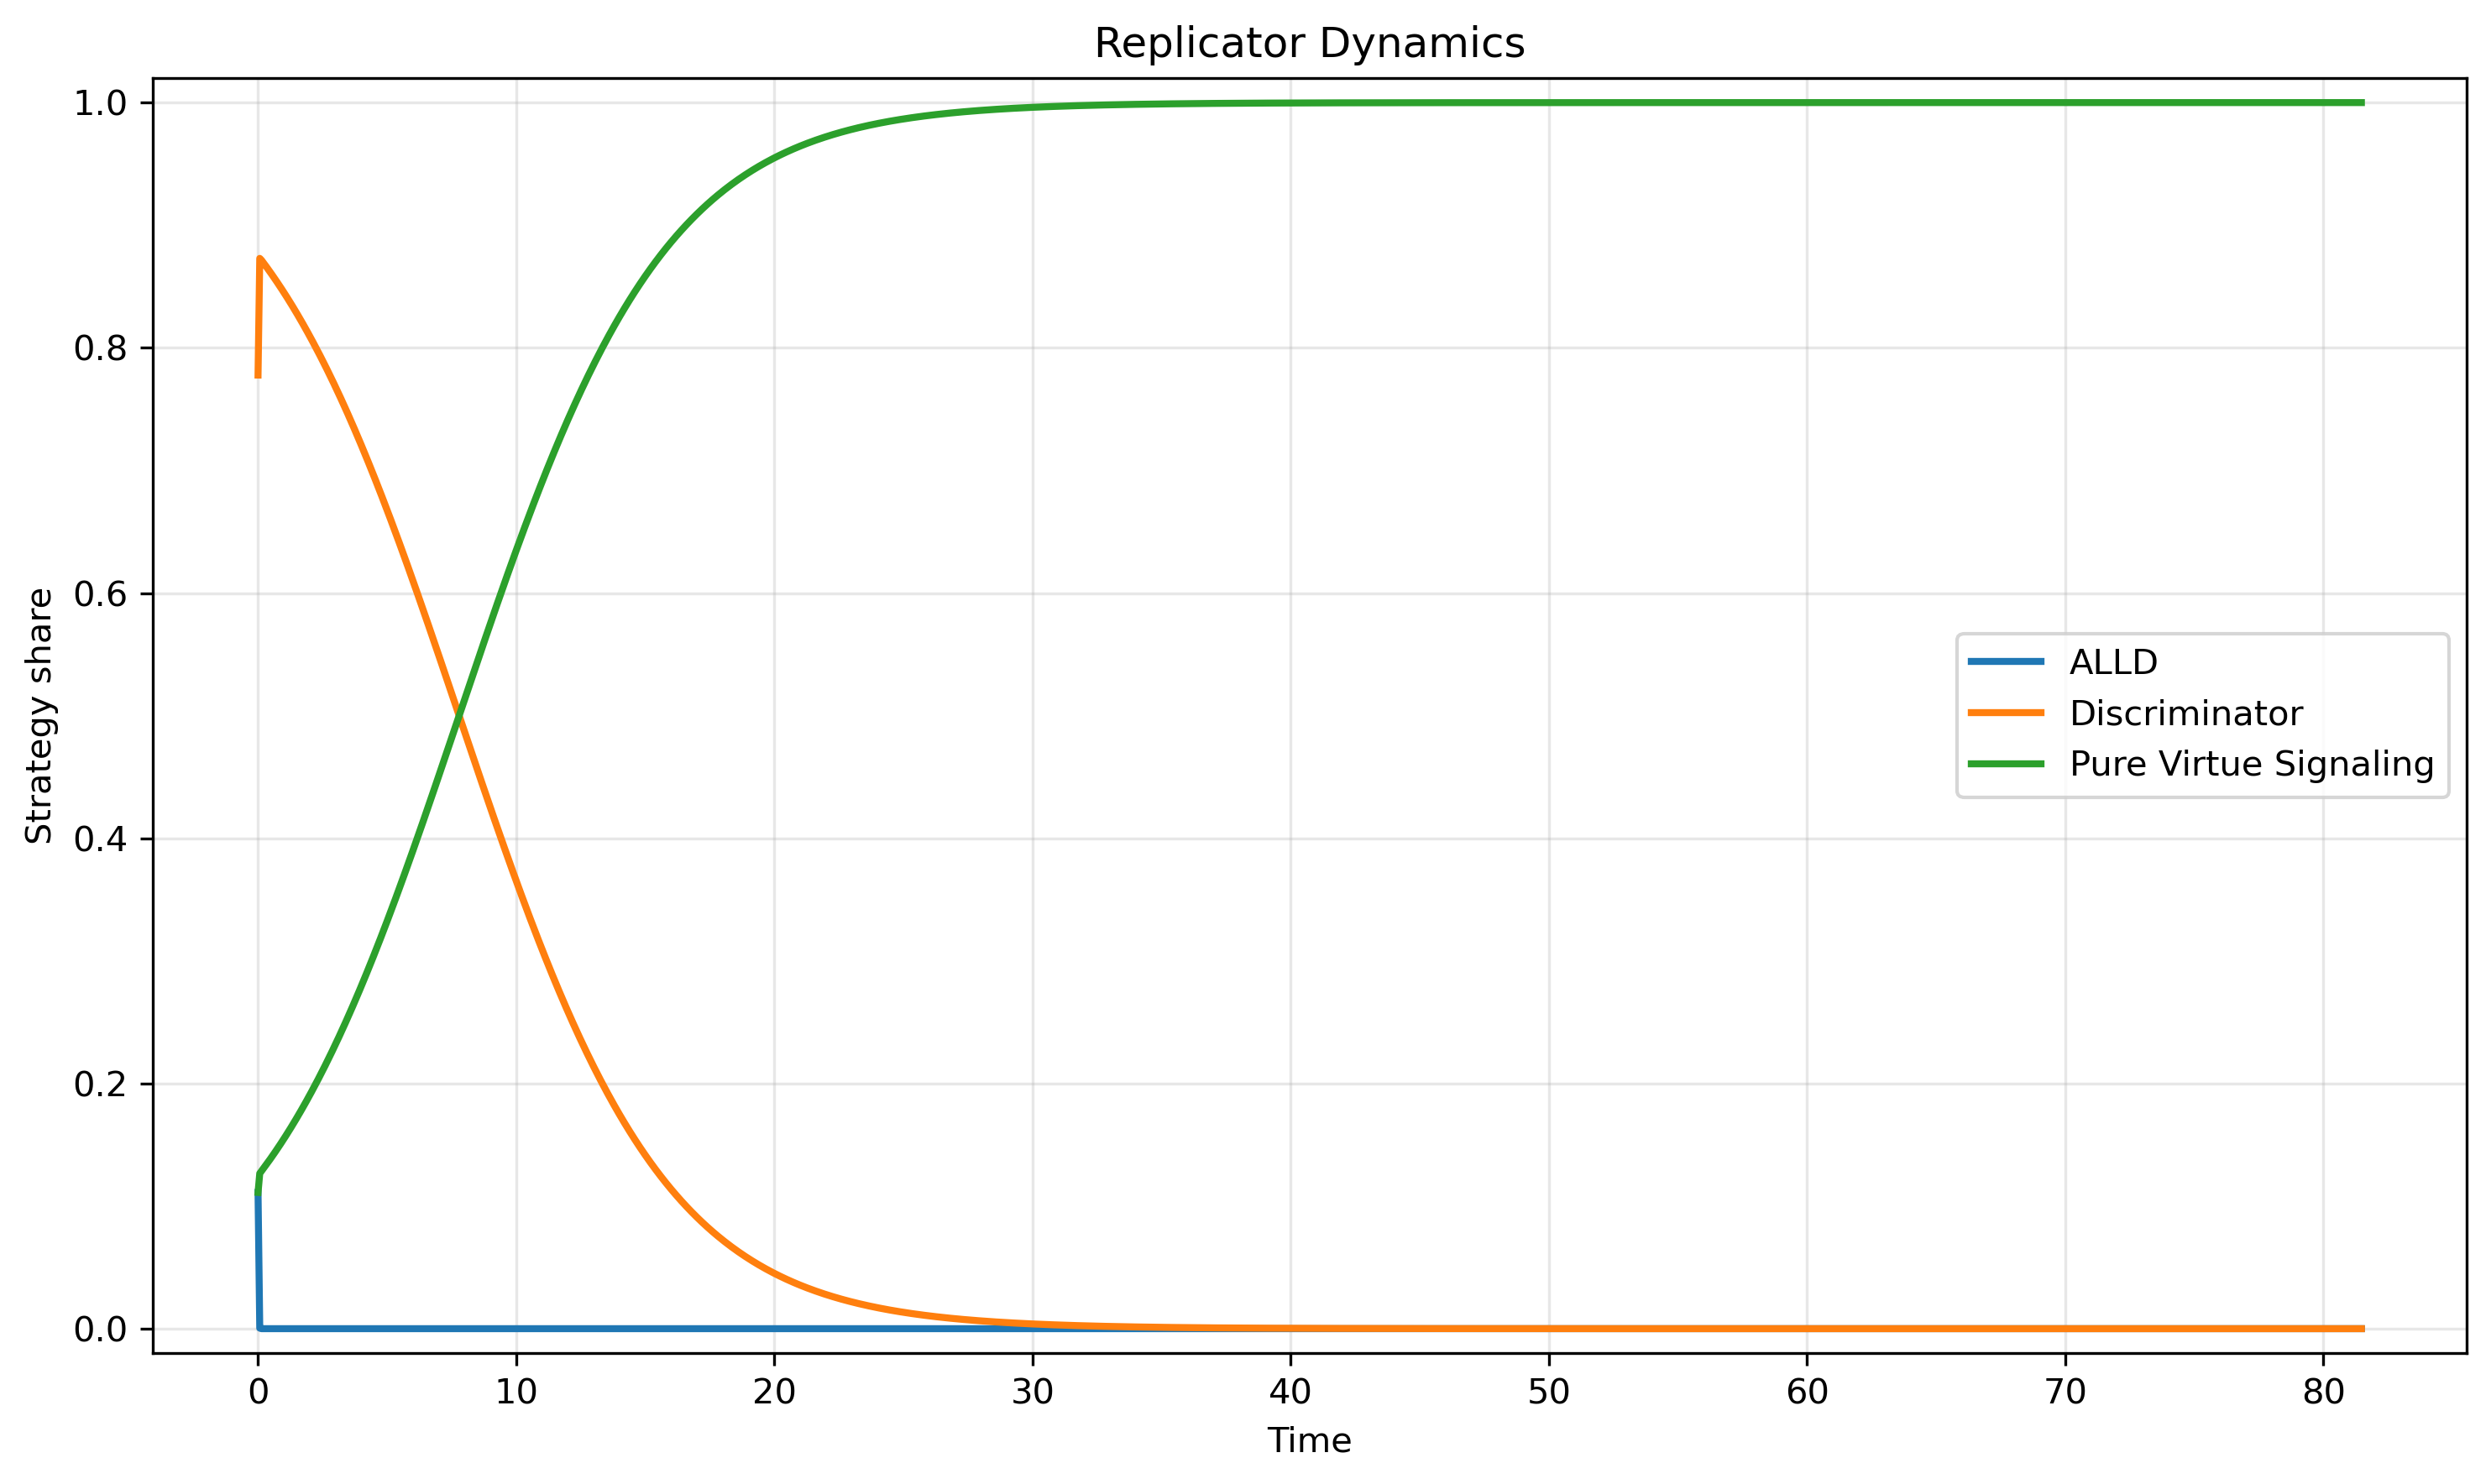 Replicator Dynamics
Strategy share
1.0
0.8
0.6
0.4
0.2
0.0
ALLD
Discriminator
Pure Virtue Signaling
0 10 20 30 40 50 60 70 80
Time